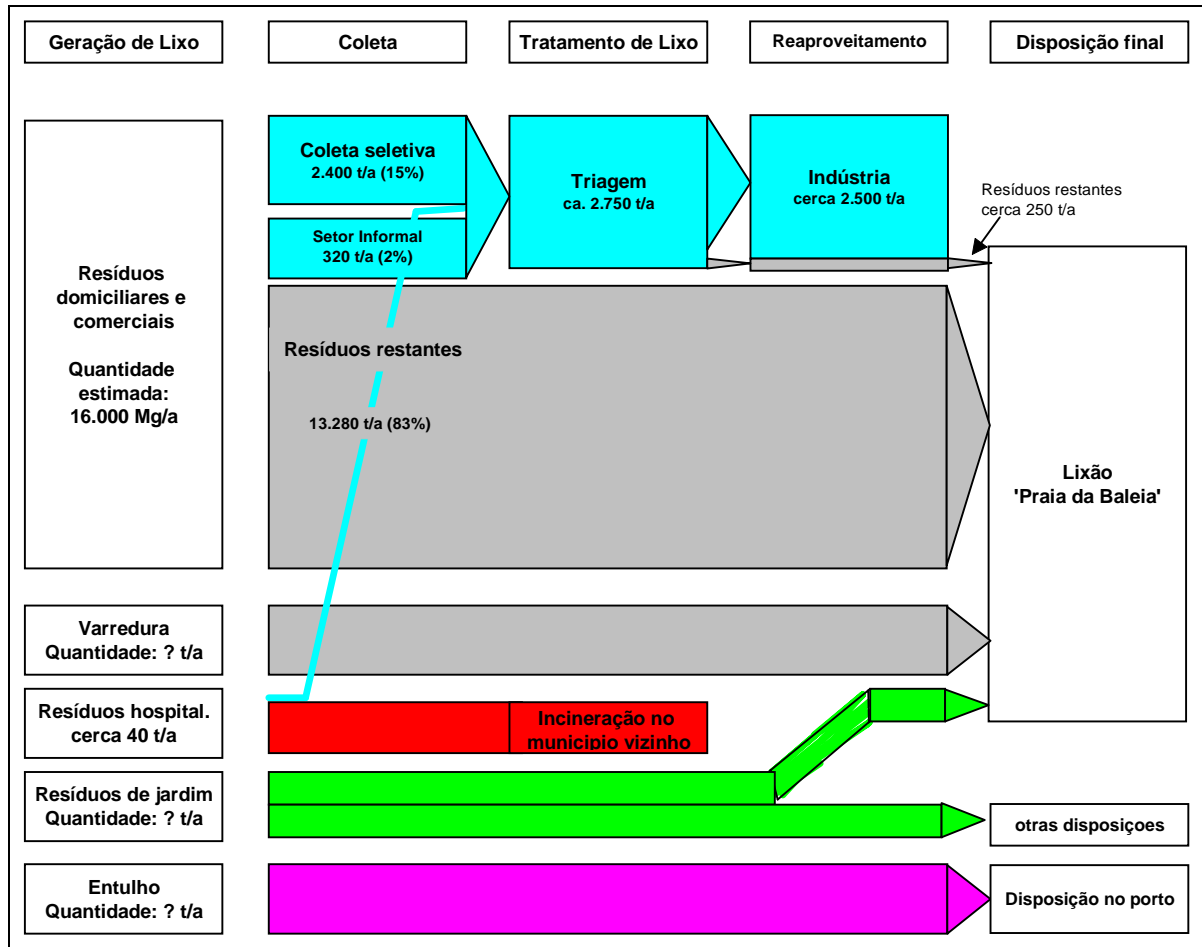 Geração de Lixo
Coleta
Tratamento de Lixo
Reaproveitamento
Disposição final
Resíduos
domiciliares e
comerciais
Quantidade
estimada:
16.000 Mg/a
Coleta seletiva
2.400 t/a (15%)
Setor Informal
320 t/a (2%)
Triagem
ca. 2.750 t/a
Indústria
cerca 2.500 t/a
Resíduos restantes
cerca 250 t/a
Resíduos restantes
13.280 t/a (83%)
Lixão
'Praia da Baleia'
Varredura
Quantidade: ? t/a
Resíduos hospital.
cerca 40 t/a
Incineração no
município vizinho
Resíduos de jardim
Quantidade: ? t/a
otras disposiçoes
Entulho
Quantidade: ? t/a
Disposição no porto